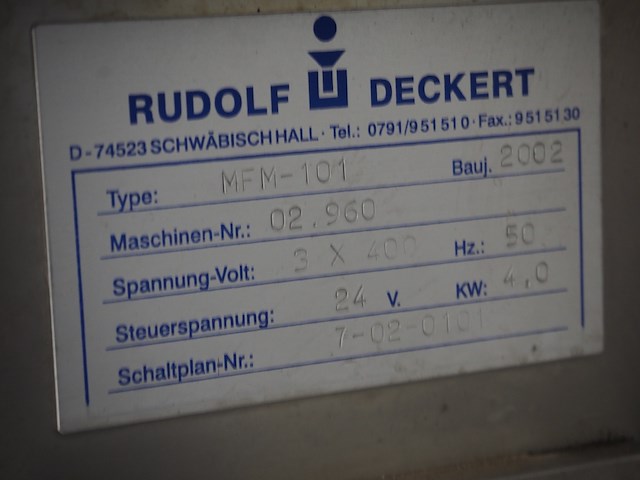 RUDOLF DECKERT
D-74523 SCHWÄBISCH HALL · Tel.: 0791/951510 · Fax.: 9515130
Type: MFM-101 Bauj. 2002
Maschinen-Nr.: 02.960
Spannung-Volt: 3 X 400 Hz.: 50
Steuerspannung: 24 V. KW: 4,0
Schaltplan-Nr.: 7-02-0101